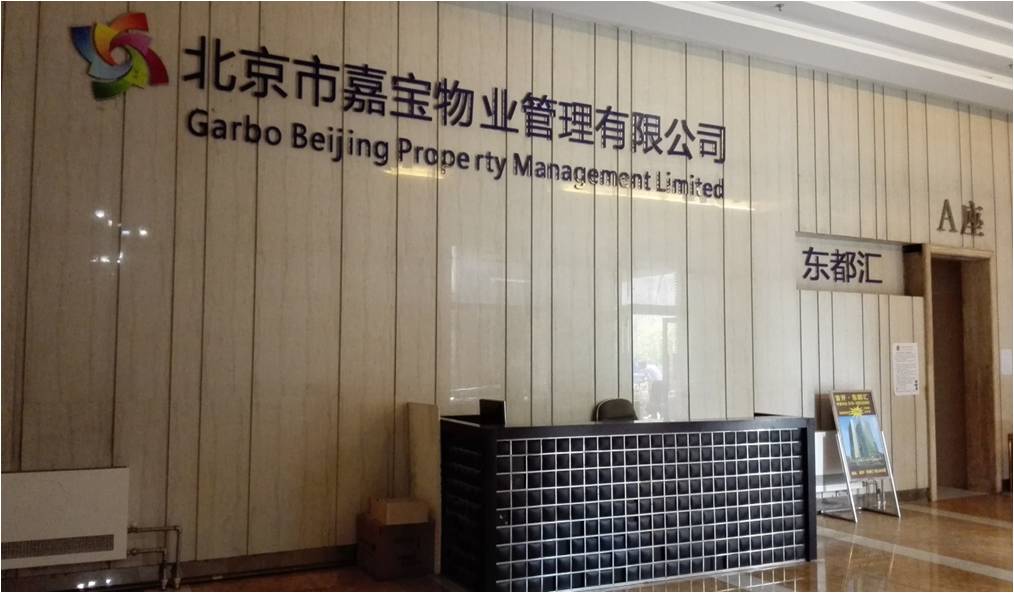 北京市嘉宝物业管理有限公司
Garbo Beijing Property Management Limited
A座
东都汇